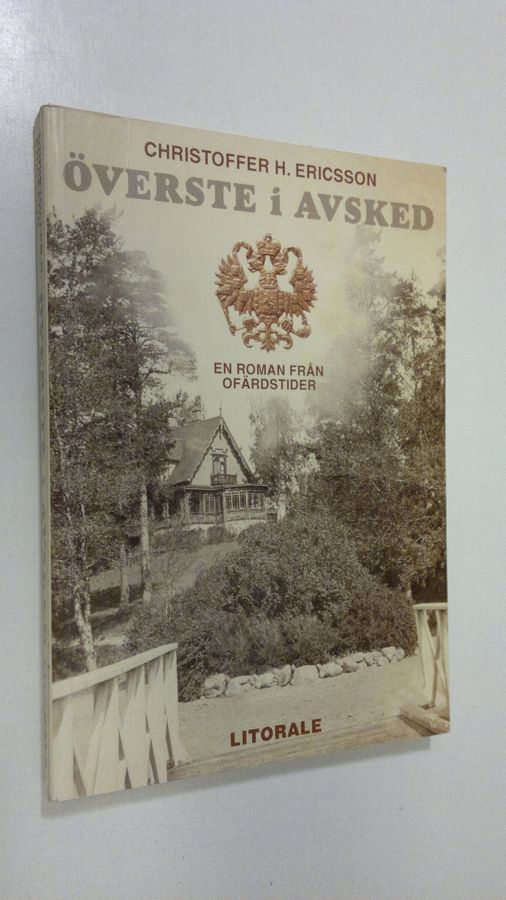 CHRISTOFFER H. ERICSSON
ÖVERSTE i AVSKED
EN ROMAN FRÅN
OFÄRDSTIDER
LITORALE